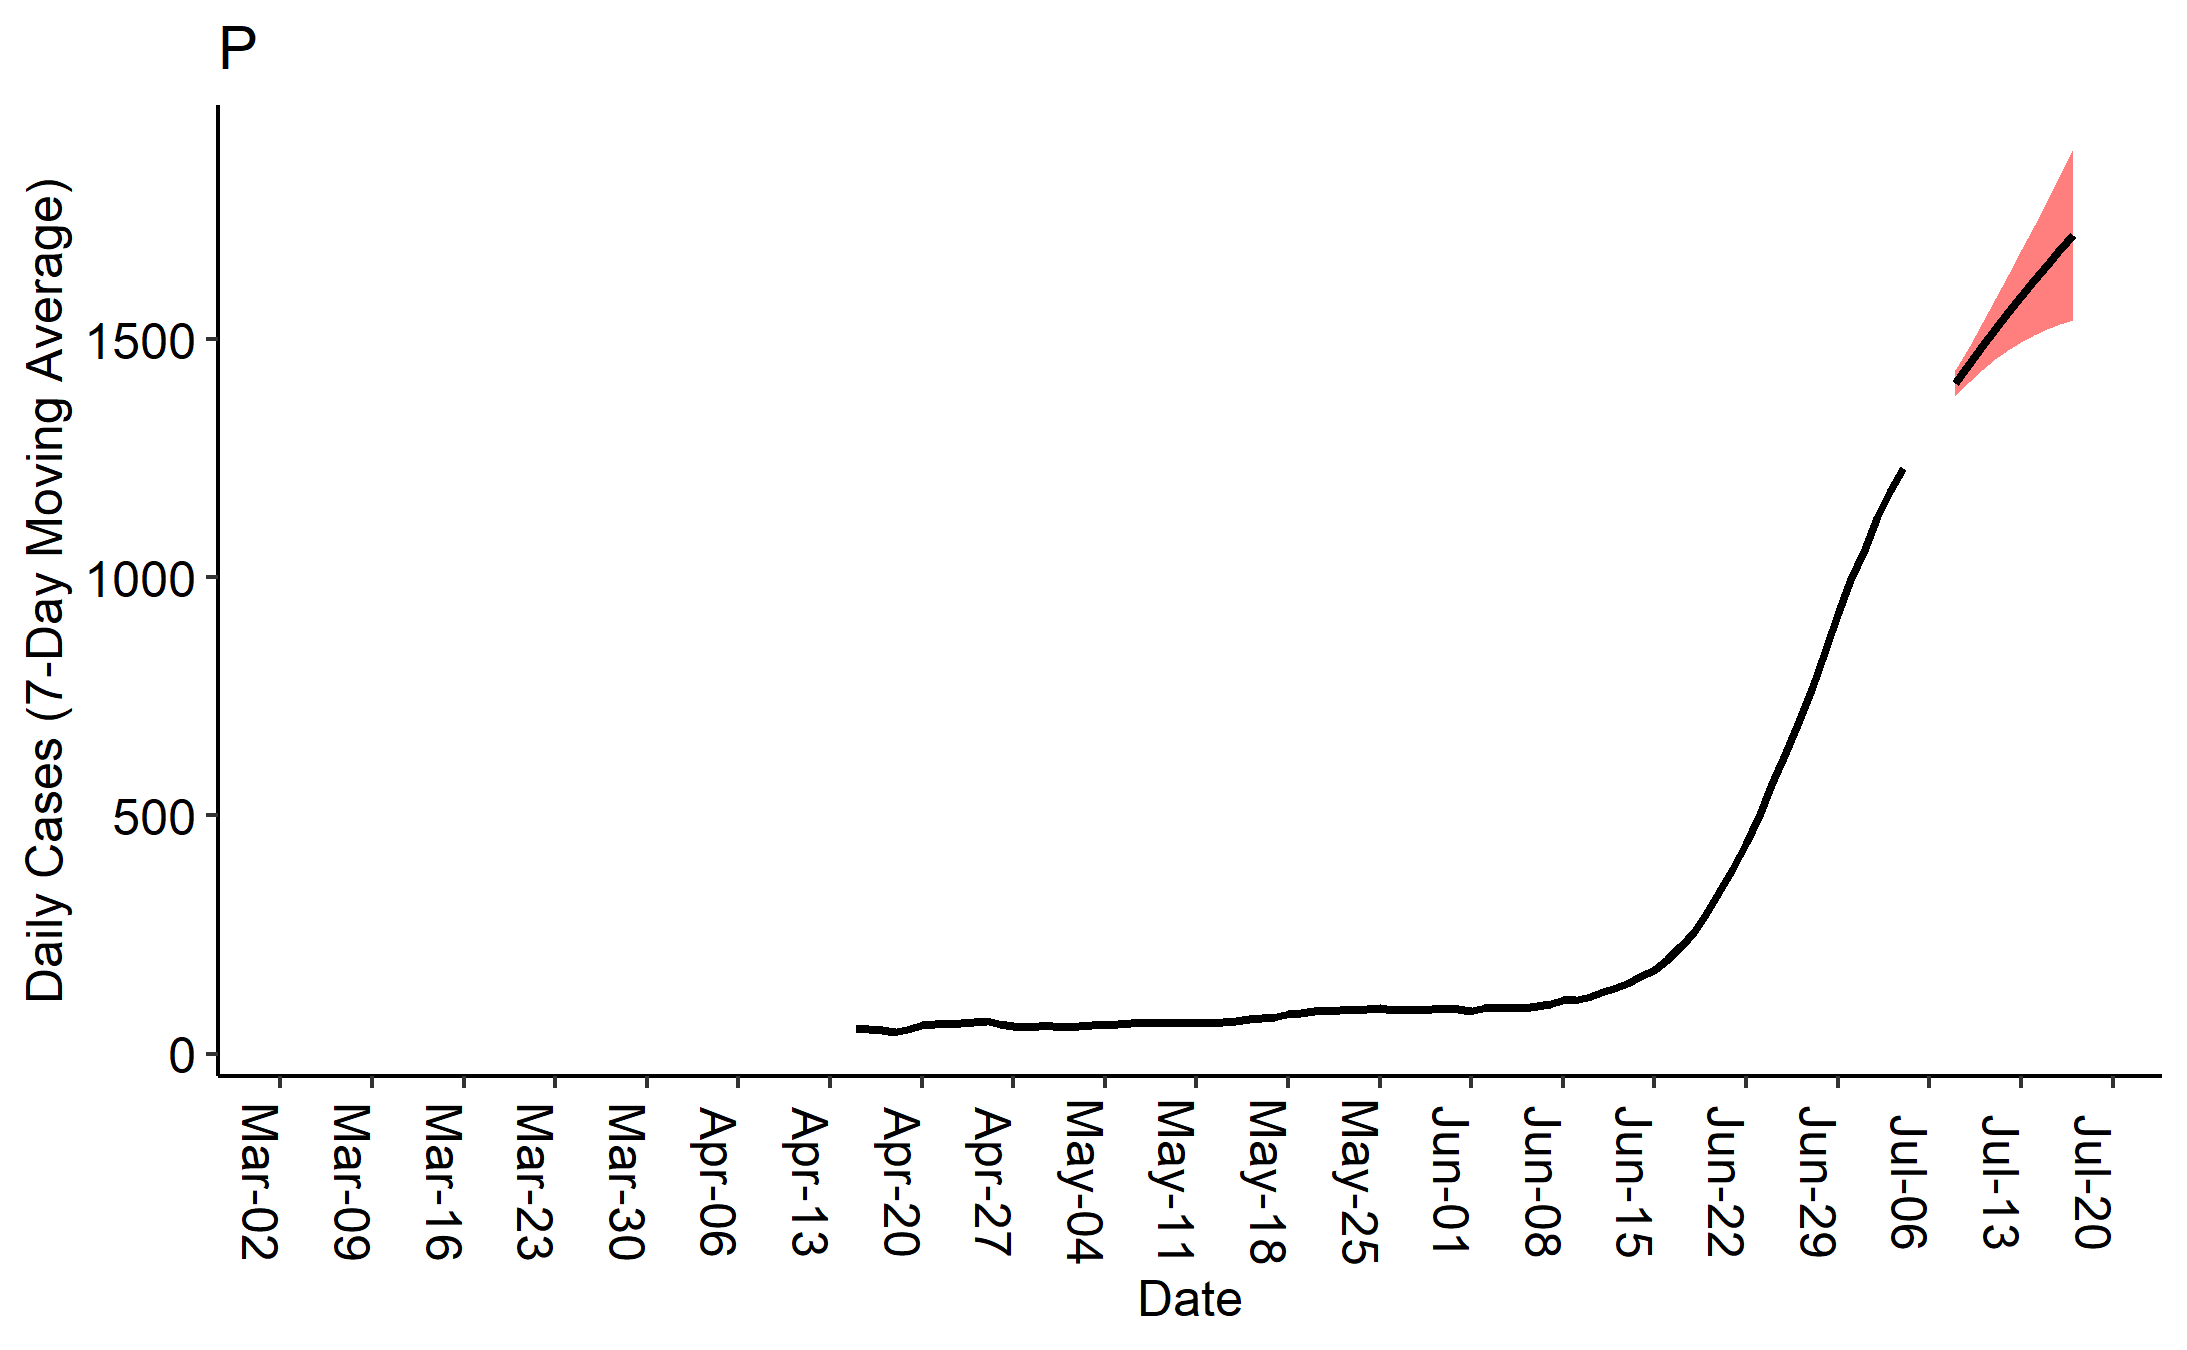 P
Daily Cases (7-Day Moving Average)
1500
1000
500
0
Mar-02
Mar-09
Mar-16
Mar-23
Mar-30
Apr-06
Apr-13
Apr-20
Apr-27
May-04
May-11
May-18
May-25
Jun-01
Jun-08
Jun-15
Jun-22
Jun-29
Jul-06
Jul-13
Jul-20
Date